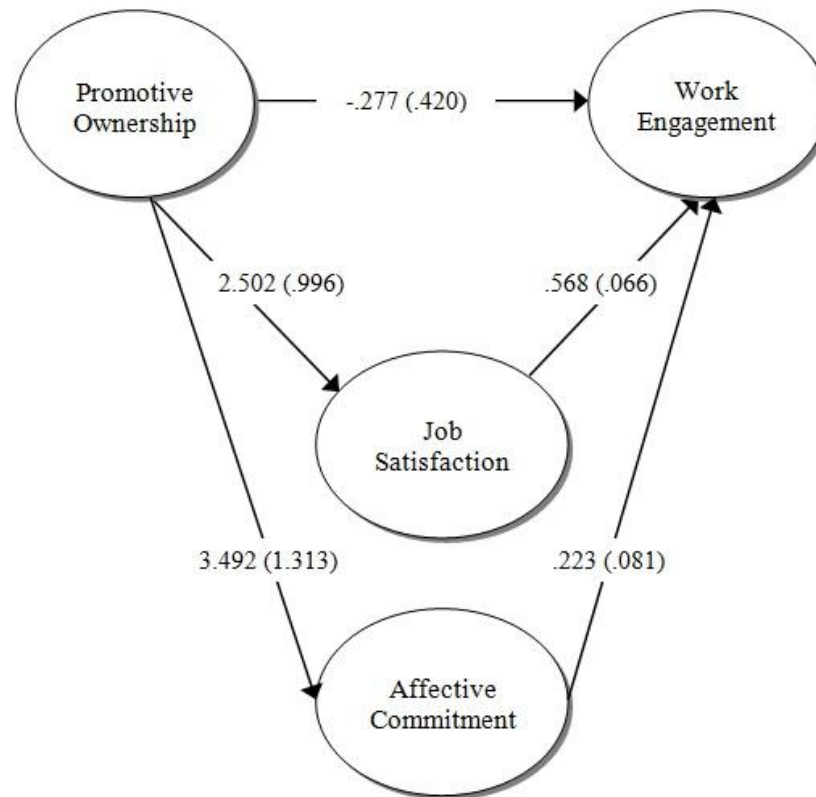 Promotive
Ownership
-.277 (.420)
Work
Engagement
2.502 (.996)
.568 (.066)
Job
Satisfaction
3.492 (1.313)
.223 (.081)
Affective
Commitment